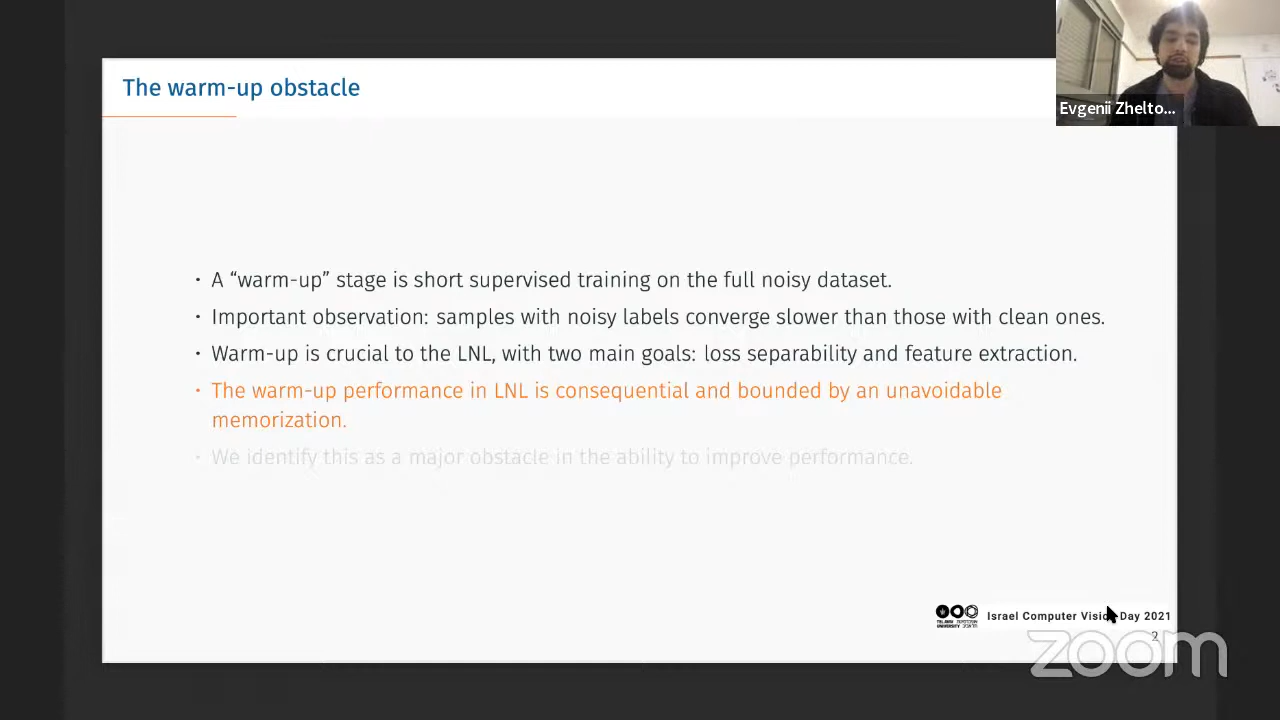 The warm-up obstacle
Evgenii Zhelto...
· A “warm-up” stage is short supervised training on the full noisy dataset.
· Important observation: samples with noisy labels converge slower than those with clean ones.
· Warm-up is crucial to the LNL, with two main goals: loss separability and feature extraction.
· The warm-up performance in LNL is consequential and bounded by an unavoidable
memorization.
· We identify this as a major obstacle in the ability to improve performance.
TEL AVIV
UNIVERSITY
Israel Computer Vision Day 2021
2
zoom